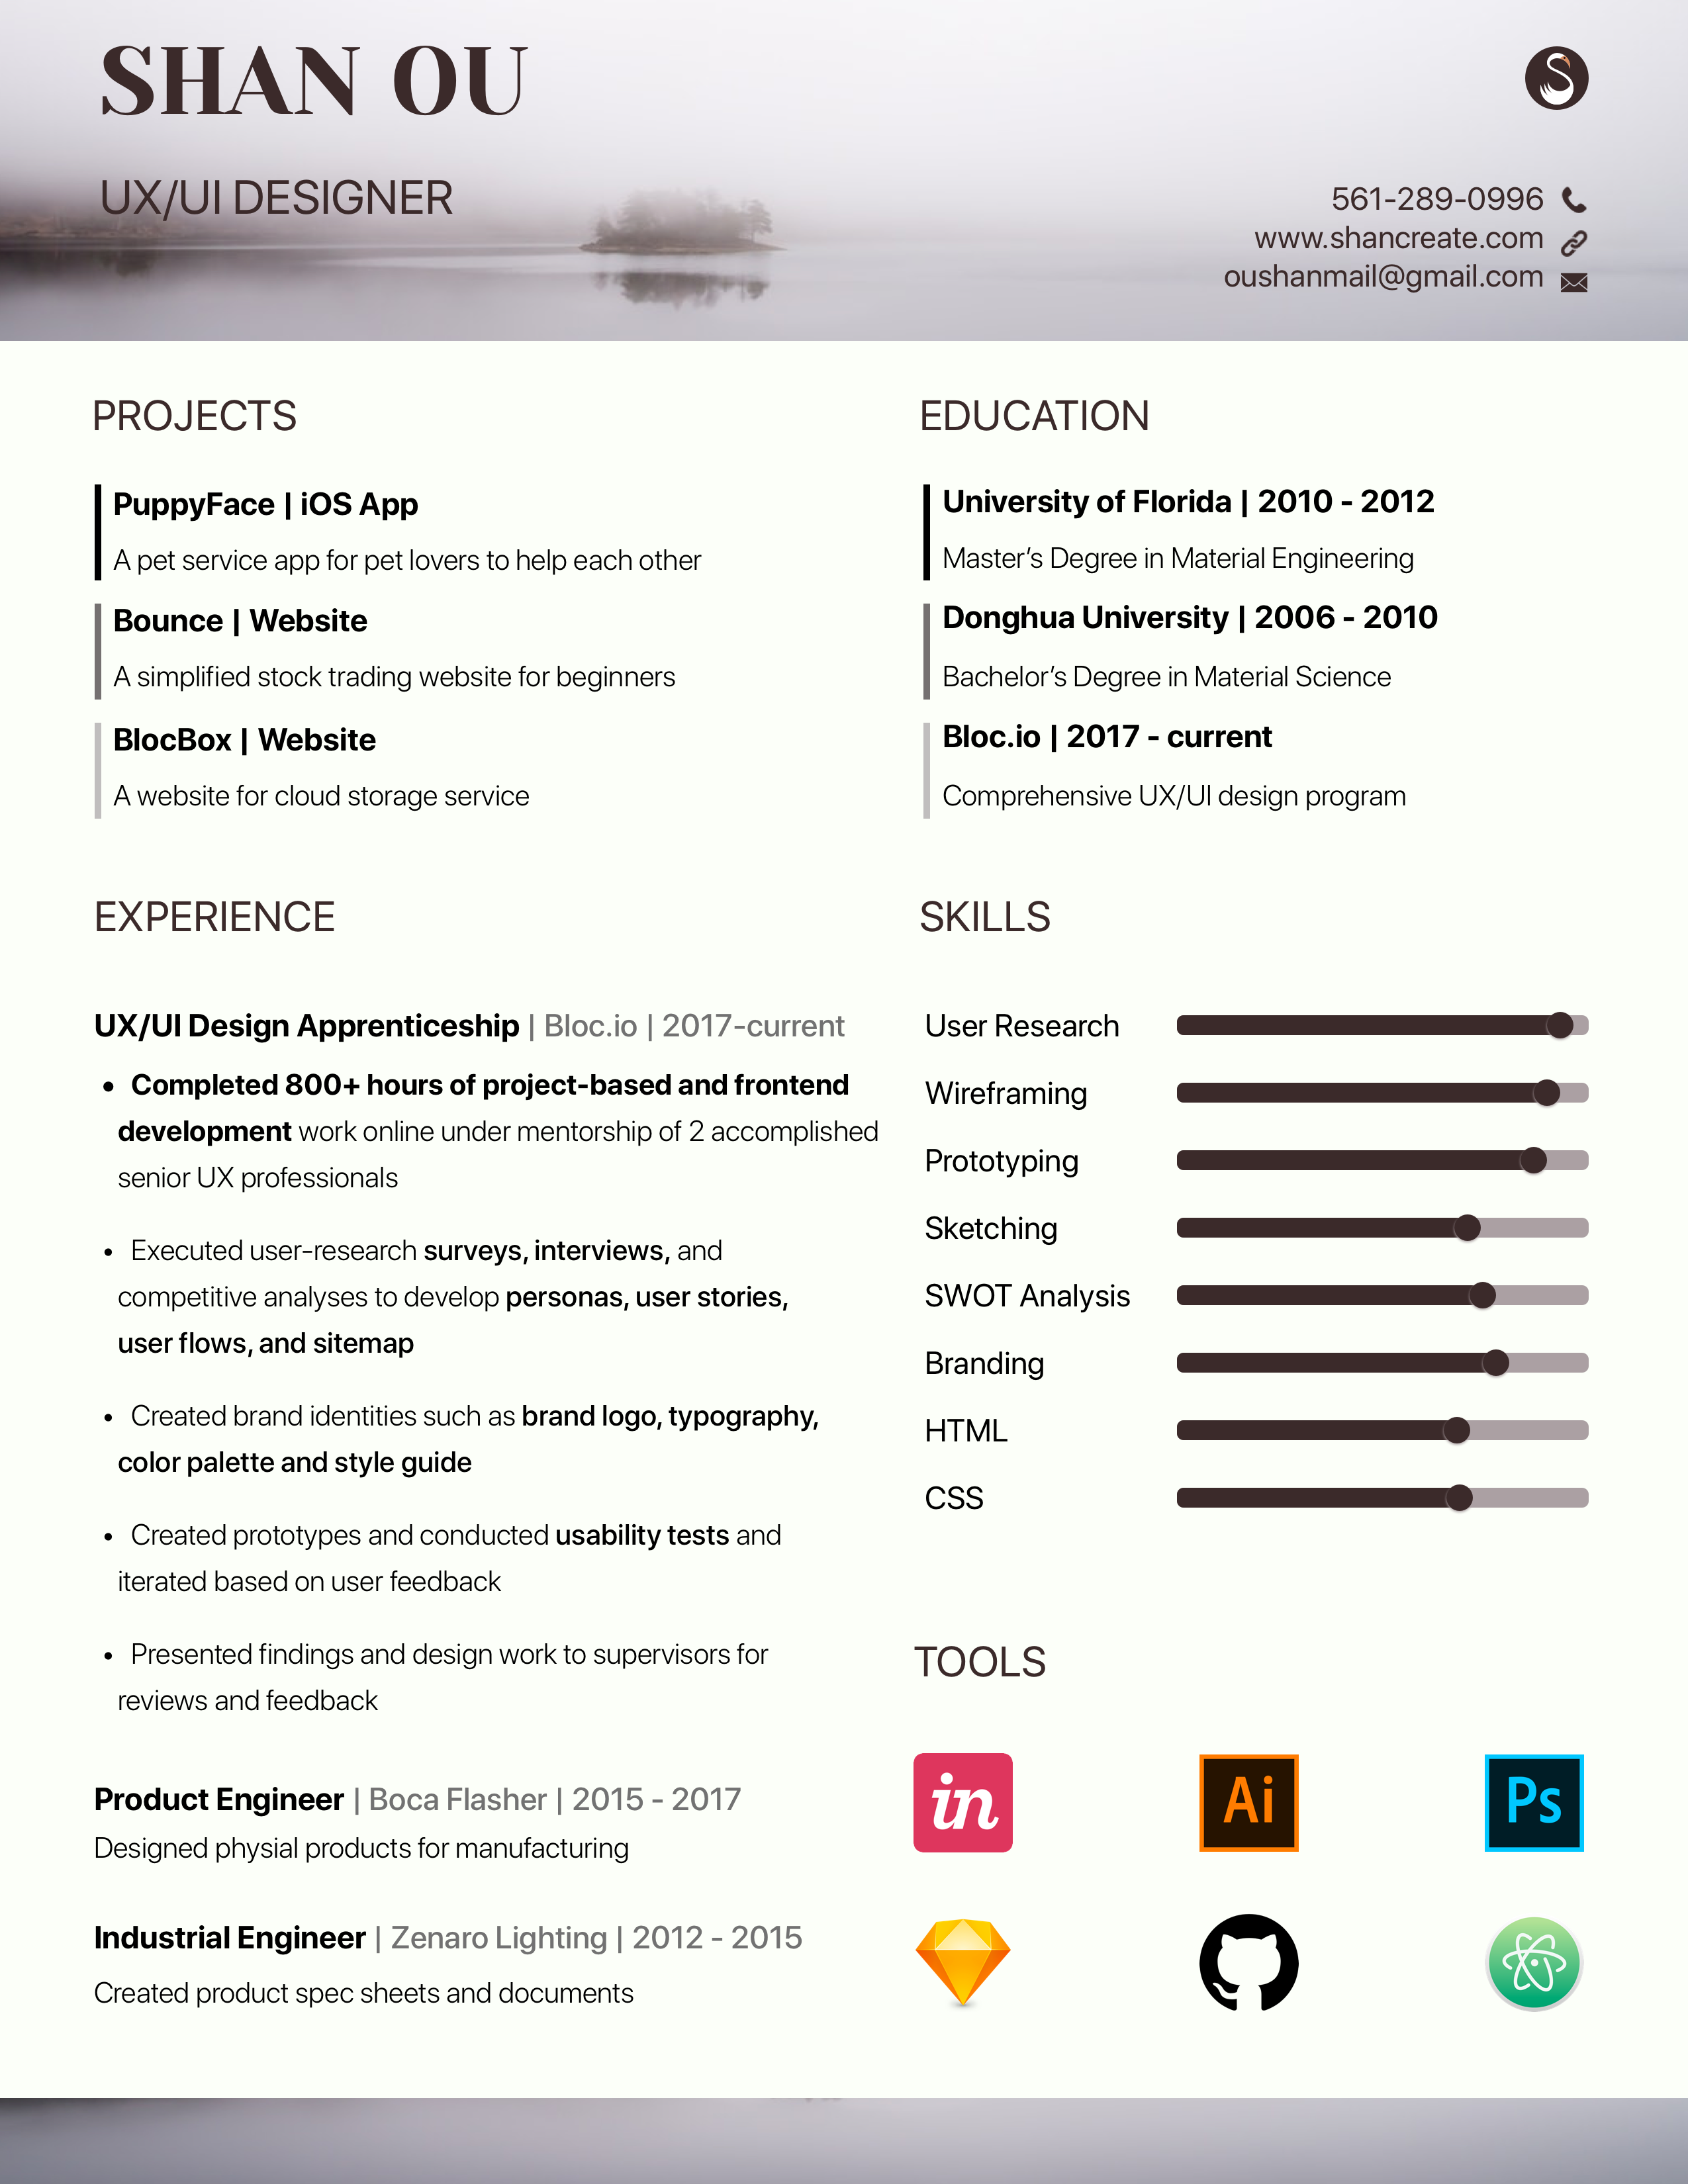 SHAN OU
UX/UI DESIGNER
561-289-0996
www.shancreate.com
oushanmail@gmail.com
PROJECTS
PuppyFace | iOS App
A pet service app for pet lovers to help each other
Bounce | Website
A simplified stock trading website for beginners
BlocBox | Website
A website for cloud storage service
EDUCATION
University of Florida | 2010 - 2012
Master’s Degree in Material Engineering
Donghua University | 2006 - 2010
Bachelor’s Degree in Material Science
Bloc.io | 2017 - current
Comprehensive UX/UI design program
EXPERIENCE
UX/UI Design Apprenticeship | Bloc.io | 2017-current
• Completed 800+ hours of project-based and frontend
development work online under mentorship of 2 accomplished
senior UX professionals
• Executed user-research surveys, interviews, and
competitive analyses to develop personas, user stories,
user flows, and sitemap
• Created brand identities such as brand logo, typography,
color palette and style guide
• Created prototypes and conducted usability tests and
iterated based on user feedback
• Presented findings and design work to supervisors for
reviews and feedback
Product Engineer | Boca Flasher | 2015 - 2017
Designed physial products for manufacturing
Industrial Engineer | Zenaro Lighting | 2012 - 2015
Created product spec sheets and documents
SKILLS
User Research
Wireframing
Prototyping
Sketching
SWOT Analysis
Branding
HTML
CSS
TOOLS
in
Ai
Ps